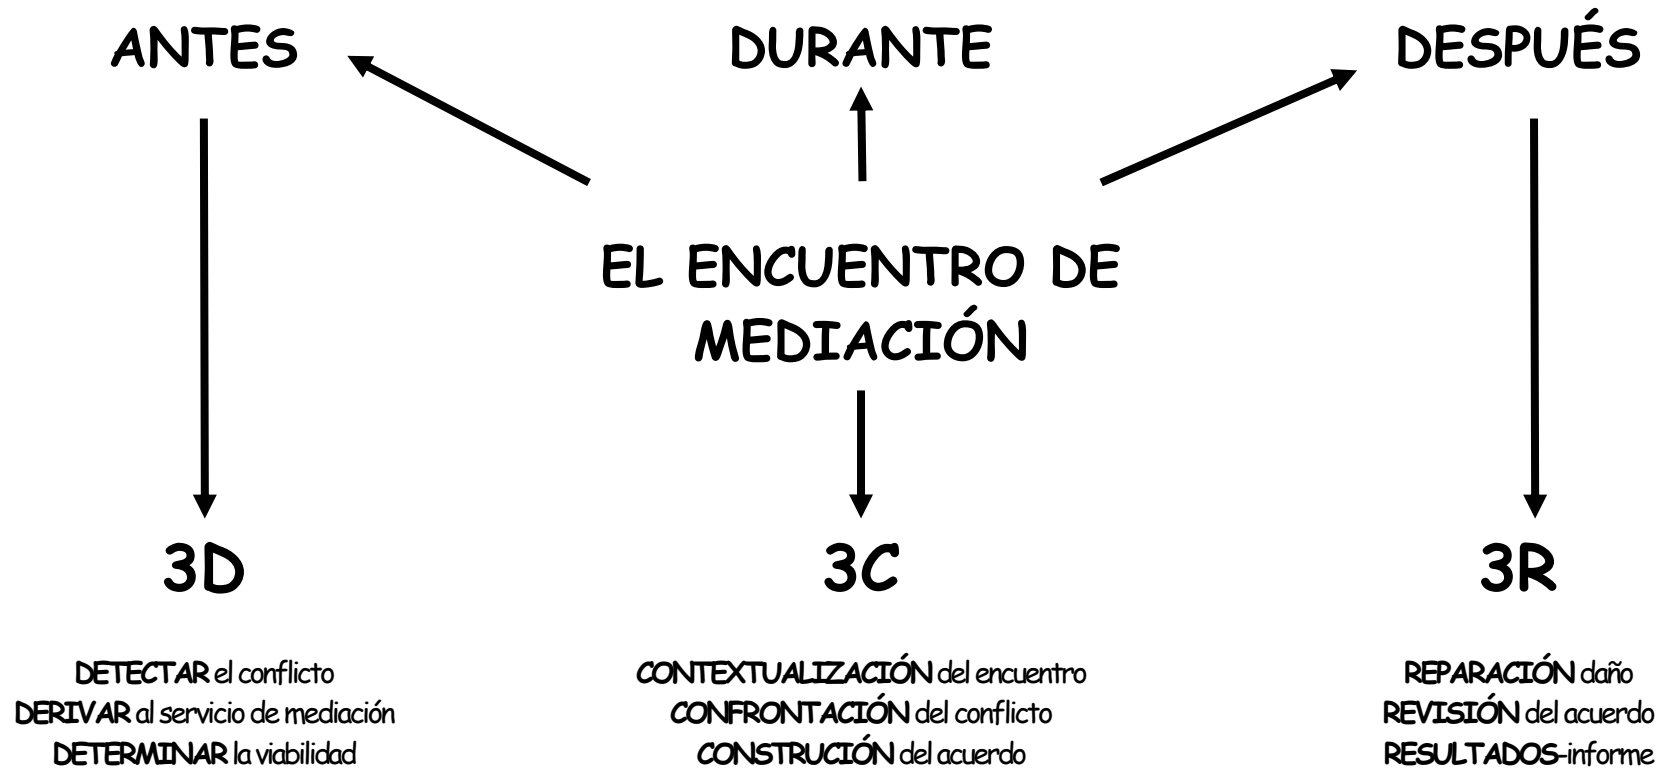 ANTES
DURANTE
DESPUÉS
EL ENCUENTRO DE
MEDIACIÓN
3D
3C
3R
DETECTAR el conflicto
DERIVAR al servicio de mediación
DETERMINAR la viabilidad
CONTEXTUALIZACIÓN del encuentro
CONFRONTACIÓN del conflicto
CONSTRUCIÓN del acuerdo
REPARACIÓN daño
REVISIÓN del acuerdo
RESULTADOS-informe